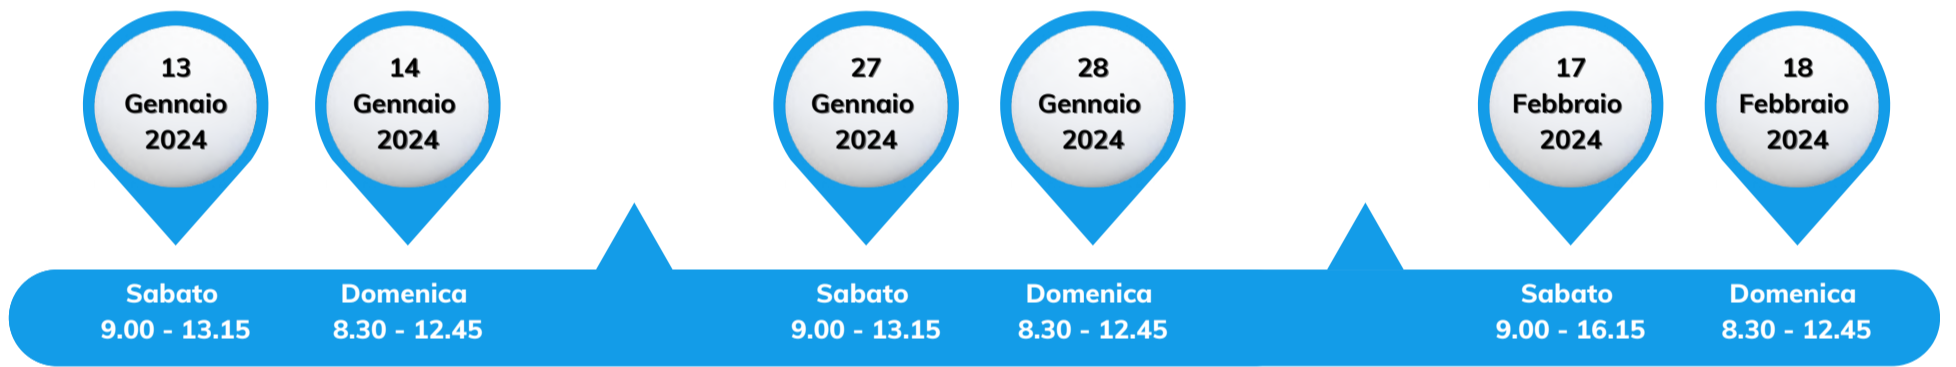 13
Gennaio
2024
14
Gennaio
2024
27
Gennaio
2024
28
Gennaio
2024
17
Febbraio
2024
18
Febbraio
2024
Sabato
9.00 - 13.15
Domenica
8.30 - 12.45
Sabato
9.00 - 13.15
Domenica
8.30 - 12.45
Sabato
9.00 - 16.15
Domenica
8.30 - 12.45